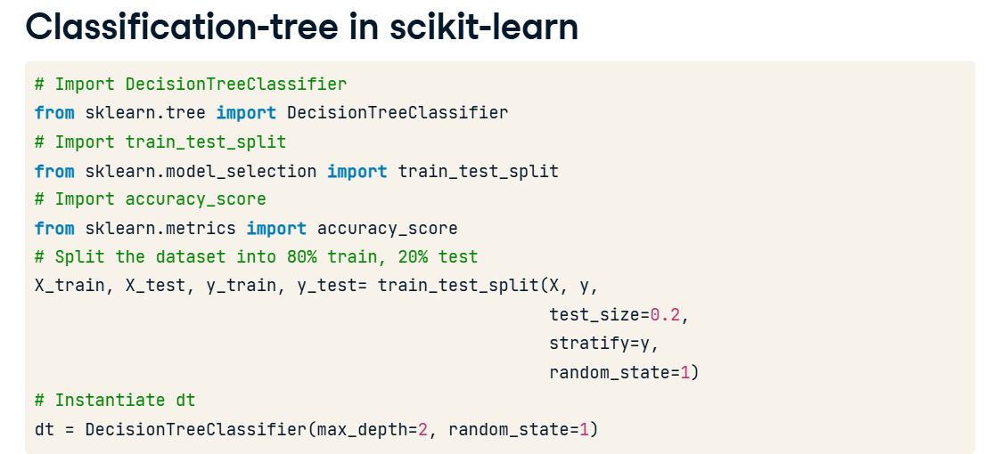 Classification-tree in scikit-learn
# Import DecisionTreeClassifier
from sklearn.tree import DecisionTreeClassifier
# Import train_test_split
from sklearn.model_selection import train_test_split
# Import accuracy_score
from sklearn.metrics import accuracy_score
# Split the dataset into 80% train, 20% test
X_train, X_test, y_train, y_test= train_test_split(X, y,
test_size=0.2,
stratify=y,
random_state=1)
# Instantiate dt
dt = DecisionTreeClassifier(max_depth=2, random_state=1)